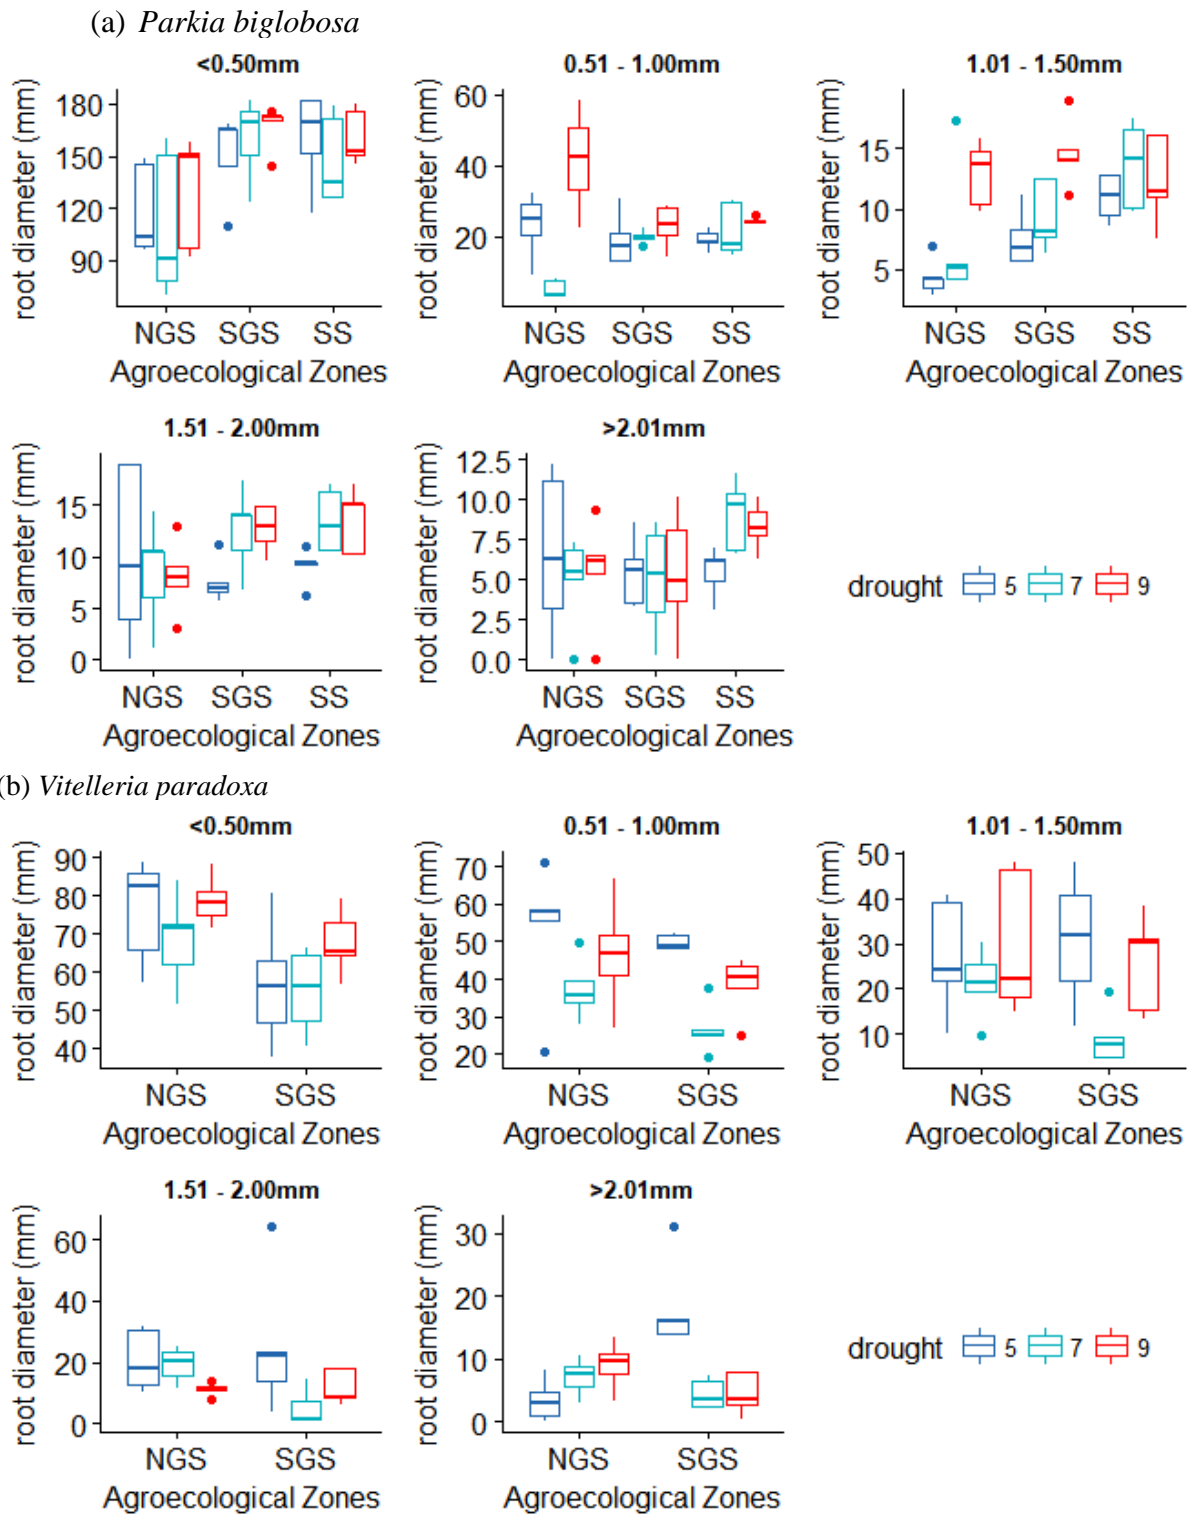 (a) Parkia biglobosa
<0.50mm
root diameter (mm)
180
150
120
90
NGS SGS SS
Agroecological Zones
0.51 - 1.00mm
root diameter (mm)
60
40
20
NGS SGS SS
Agroecological Zones
1.01 - 1.50mm
root diameter (mm)
15
10
5
NGS SGS SS
Agroecological Zones
1.51 - 2.00mm
root diameter (mm)
15
10
5
0
NGS SGS SS
Agroecological Zones
>2.01mm
root diameter (mm)
12.5
10.0
7.5
5.0
2.5
0.0
NGS SGS SS
Agroecological Zones
drought 5 7 9
(b) Vitelleria paradoxa
<0.50mm
root diameter (mm)
90
80
70
60
50
40
NGS SGS
Agroecological Zones
0.51 - 1.00mm
root diameter (mm)
70
60
50
40
30
20
NGS SGS
Agroecological Zones
1.01 - 1.50mm
root diameter (mm)
50
40
30
20
10
NGS SGS
Agroecological Zones
1.51 - 2.00mm
root diameter (mm)
60
40
20
0
NGS SGS
Agroecological Zones
>2.01mm
root diameter (mm)
30
20
10
0
NGS SGS
Agroecological Zones
drought 5 7 9